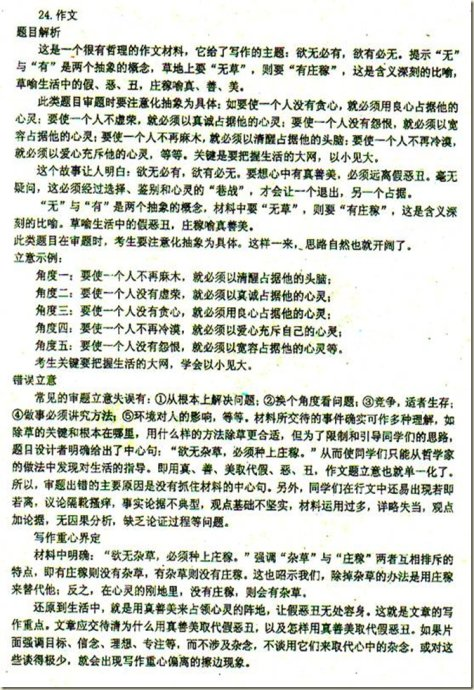 24. 作文
题目解析
这是一个很有哲理的作文材料，它给了写作的主题：欲无必有，欲有必无。提示“无”
与“有”是两个抽象的概念，草地上要“无草”，则要“有庄稼”，这是含义深刻的比喻，
草喻生活中的假、恶、丑，庄稼喻真、善、美。
此类题目审题时要注意化抽象为具体：如要使一个人没有贪心，就必须用良心占据他的
心灵；要使一个人不虚荣，就必须以真诚占据他的心灵；要使一个人没有怨恨，就必须以宽
容占据他的心灵；要使一个人不再麻木，就必须以清醒占据他的头脑；要使一个人不再冷漠，
就必须以爱心充斥他的心灵，等等。关键是要把握生活的大网，以小见大。
这个故事让人明白：欲无必有，欲有必无。要想心中有真善美，必须远离假恶丑。毫无
疑问，这必须经过选择、鉴别和心灵的“巷战”，才会让一个退出，另一个占据。
“无”与“有”是两个抽象的概念，材料中要“无草”，则要“有庄稼”，这是含义深
刻的比喻。草喻生活中的假恶丑，庄稼喻真善美。
此类题目在审题时，考生要注意化抽象为具体。这样一来，思路自然也就开阔了。
立意示例：
角度一：要使一个人不再麻木，就必须以清醒占据他的头脑；
角度二：要使一个人没有虚荣，就必须以真诚占据他的心灵；
角度三：要使一个人没有贪心，就必须以良心占据他的心灵；
角度四：要使一个人不再冷漠，就必须以爱心充斥自己的心灵；
角度五：要使一个人没有怨恨，就必须以宽容占据他的心灵等。
考生关键要把握生活的大网，学会以小见大。
错误立意
常见的审题立意失误有：①从根本上解决问题；②换个角度看问题；③竞争，适者生存；
④做事必须讲究方法；⑤环境对人的影响，等等。材料所交待的事件确实可作多种理解，如
除草的关键和根本在哪里，用什么样的方法除草更合适，但为了限制和引导同学们的思路，
题目设计者明确给出了中心句：“欲无杂草，必须种上庄稼。”从而使同学们只能从哲学家
的做法中发现对生活的指导。即用真、善、美取代假、恶、丑，作文题立意也就单一化了。
所以，审题出错的主要原因是没有抓住材料的中心句。另外，同学们在行文中还易出现若即
若离，议论隔靴搔痒，事实论据不典型，观点基础不坚实，材料运用过多，详略失当，观点
加论据，无因果分析，缺乏论证过程等问题。
写作重心界定
材料中明确：“欲无杂草，必须种上庄稼。”强调“杂草”与“庄稼”两者互相排斥的
特点，即有庄稼则没有杂草，有杂草则没有庄稼。这也昭示我们，除掉杂草的办法是用庄稼
来替代他；反之，在心灵的刚地里，没有庄稼，则会有杂草。
还原到生活中，就是用真善美来占领心灵的阵地，让假恶丑无处容身。这就是文章的写
作重点。文章应交待清为什么用真善美取代假恶丑，以及怎样用真善美取代假恶丑。如果片
面强调目标、信念、理想、专注等，而不涉及杂念，不谈用它们来取代心中的杂念，或对这
些谈得极少，就会出现写作重心偏离的擦边现象。